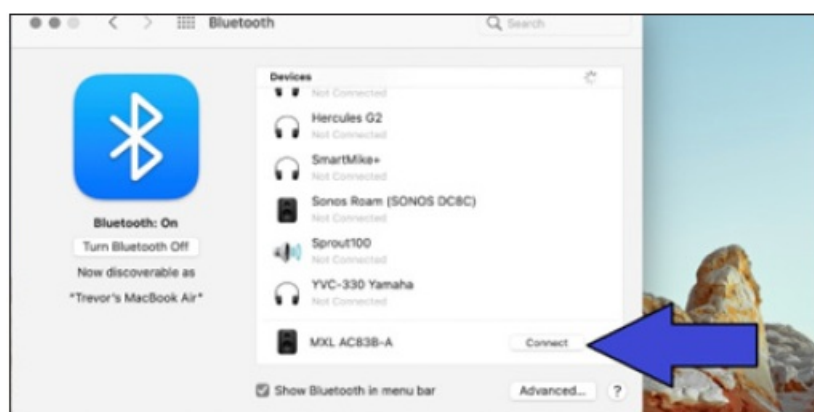 Bluetooth
Search
Devices
Not Connected
Hercules G2
Not Connected
SmartMike+
Not Connected
Sonos Roam (SONOS DC8C)
Not Connected
Sprout100
Not Connected
YVC-330 Yamaha
Not Connected
MXL AC83B-A
Connect
Bluetooth: On
Turn Bluetooth Off
Now discoverable as
"Trevor's MacBook Air"
Show Bluetooth in menu bar
Advanced...
?